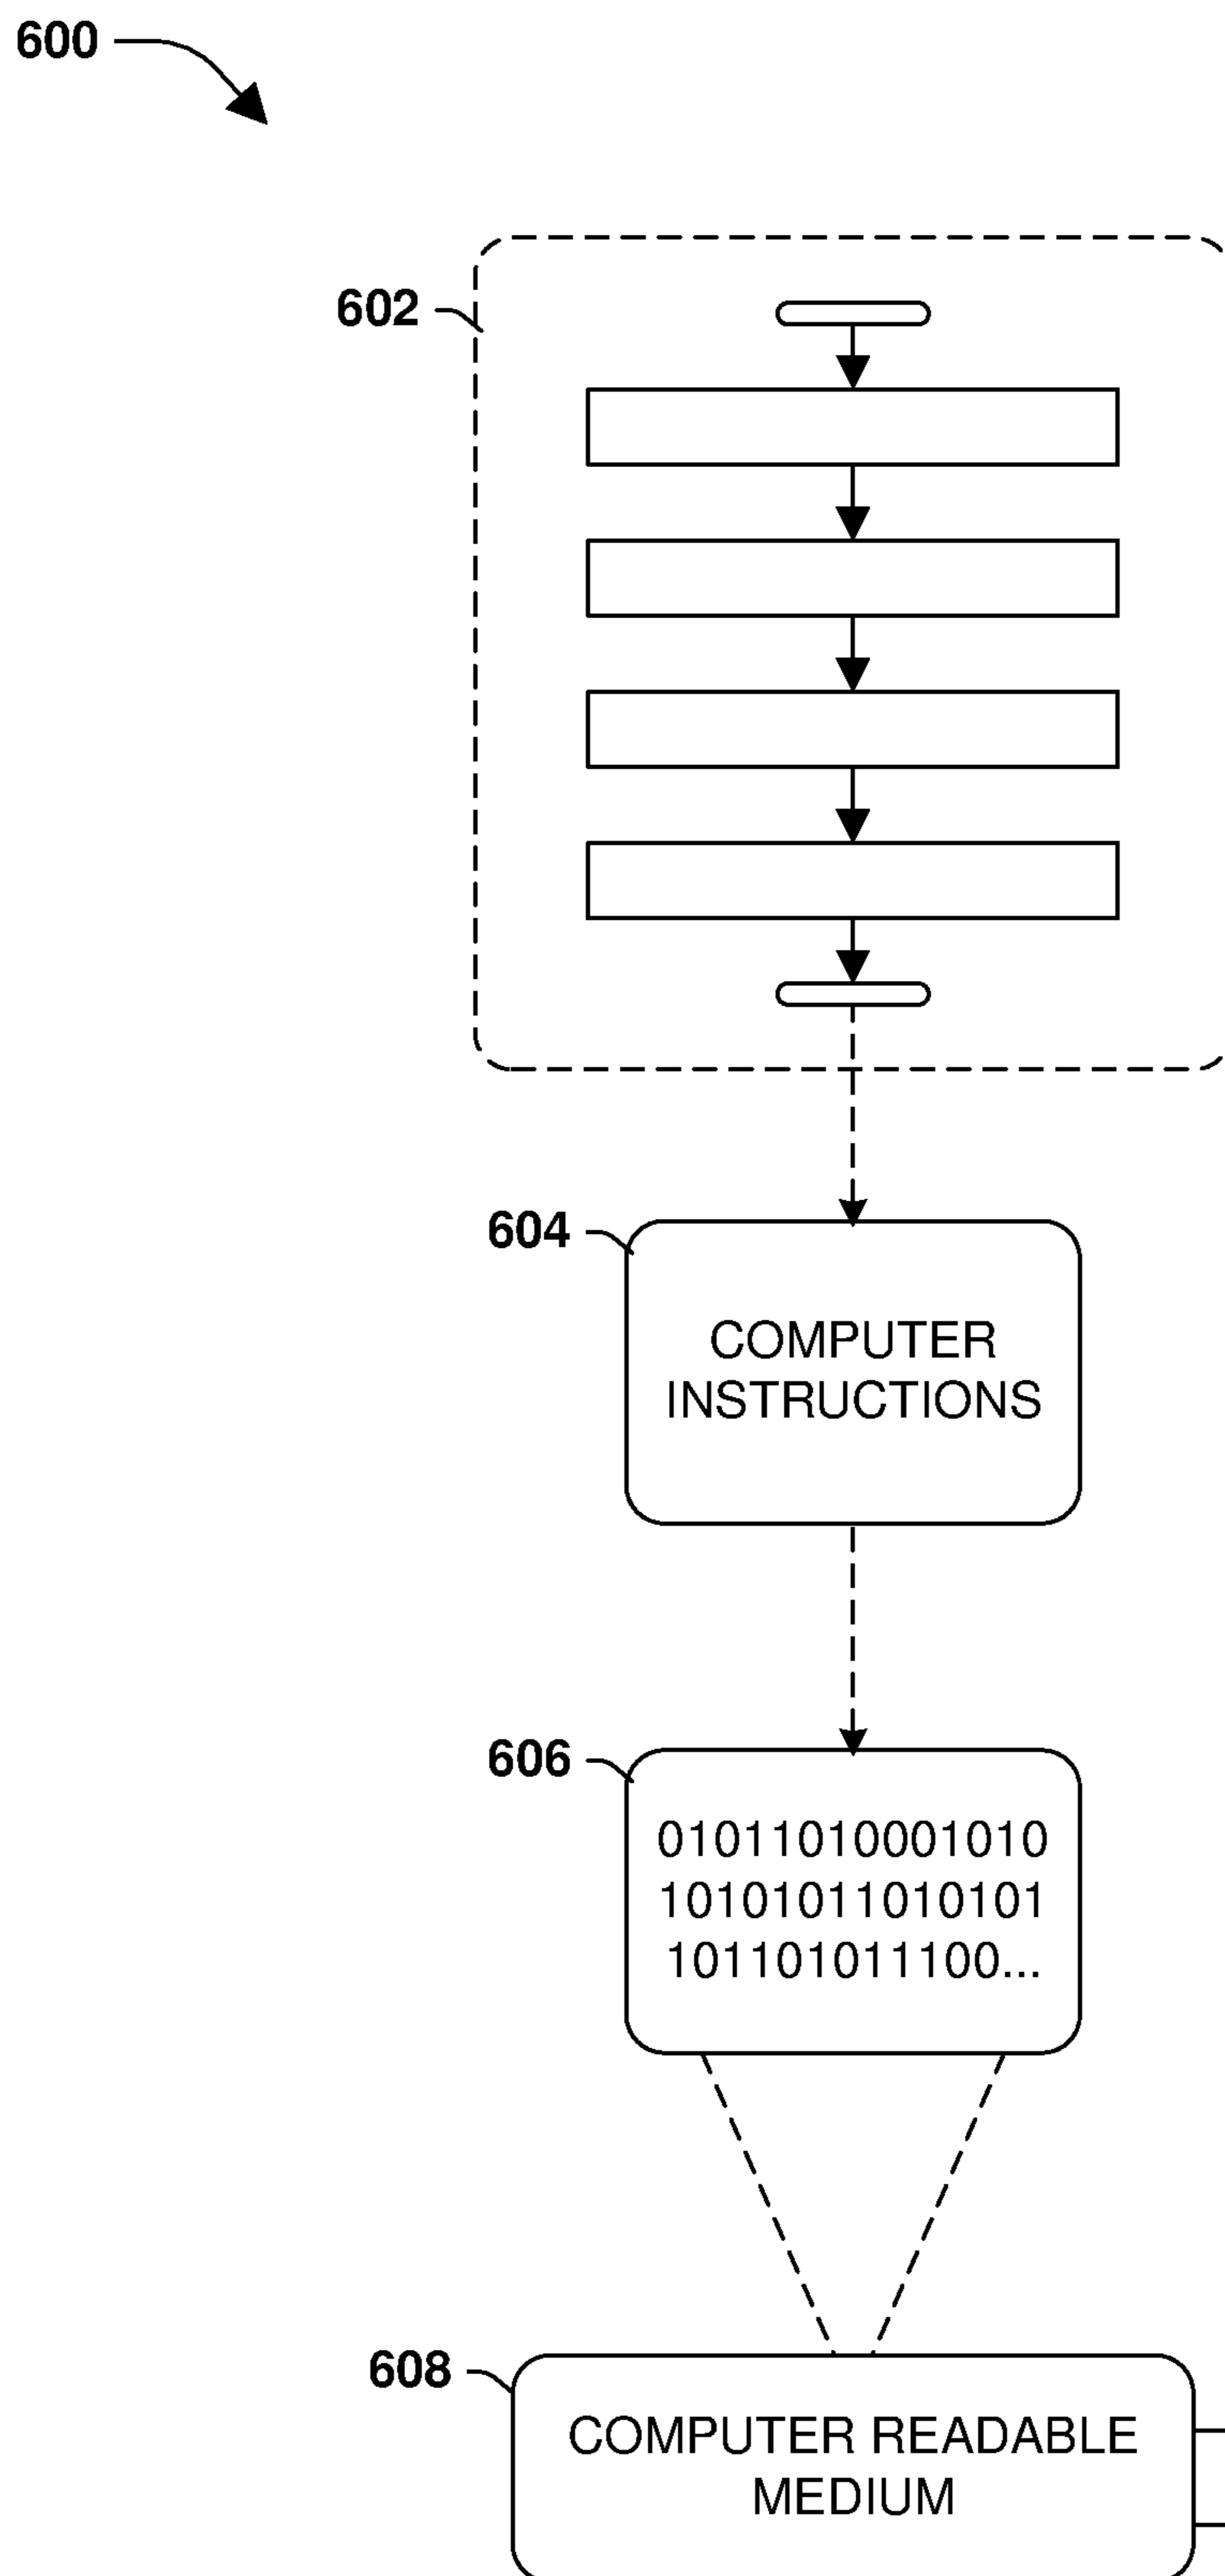 600
602
604
COMPUTER
INSTRUCTIONS
606
01011010001010
10101011010101
101101011100...
608
COMPUTER READABLE
MEDIUM